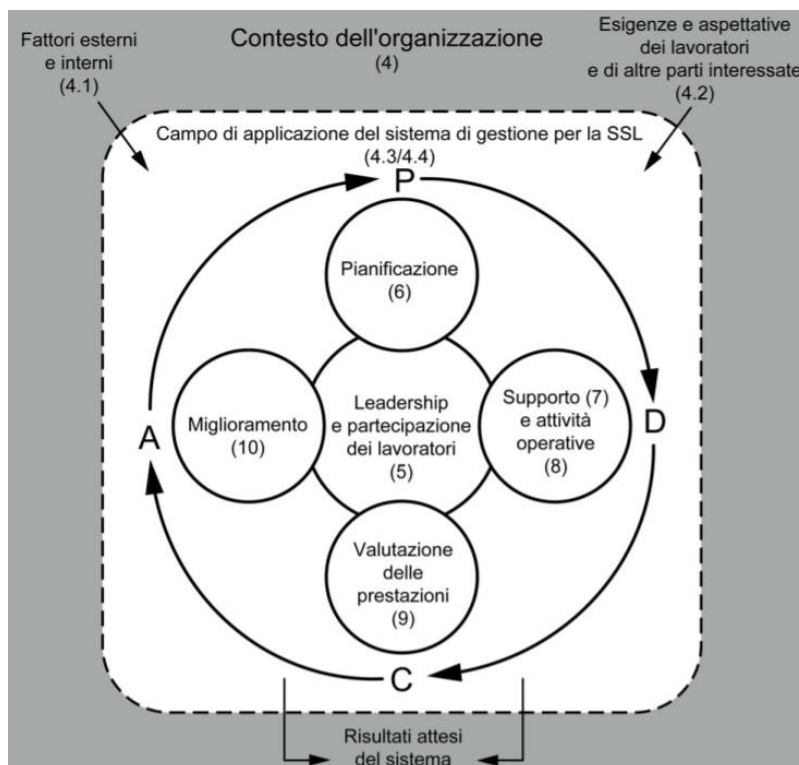 Fattori esterni
e interni
(4.1)
Contesto dell'organizzazione
(4)
Esigenze e aspettative
dei lavoratori
e di altre parti interessate
(4.2)
Campo di applicazione del sistema di gestione per la SSL
(4.3/4.4)
P
Pianificazione
(6)
A
Miglioramento
(10)
Leadership
e partecipazione
dei lavoratori
(5)
Supporto (7)
e attività
operative
(8)
D
Valutazione
delle
prestazioni
(9)
C
Risultati attesi
del sistema